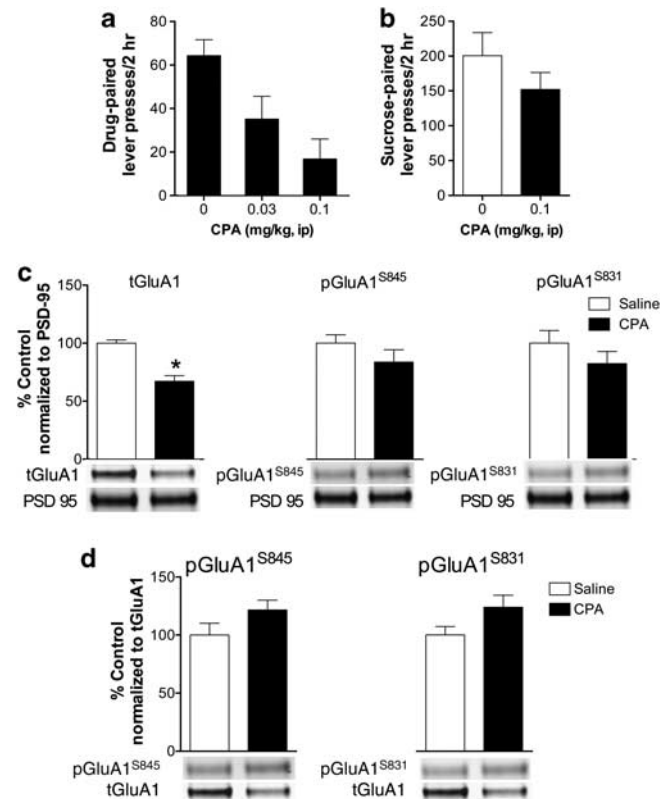 a
Drug-paired
lever presses/2 hr
80
60
40
20
0
0
0.03
0.1
CPA (mg/kg, ip)
b
Sucrose-paired
lever presses/2 hr
250
200
150
100
50
0
0
0.1
CPA (mg/kg, ip)
c
% Control
normalized to PSD-95
150
100
50
0
tGluA1
*
pGluA1S845
pGluA1S831
Saline
CPA
tGluA1
PSD 95
pGluA1S845
PSD 95
pGluA1S831
PSD 95
d
% Control
normalized to tGluA1
150
100
50
0
pGluA1S845
pGluA1S831
Saline
CPA
pGluA1S845
tGluA1
pGluA1S831
tGluA1